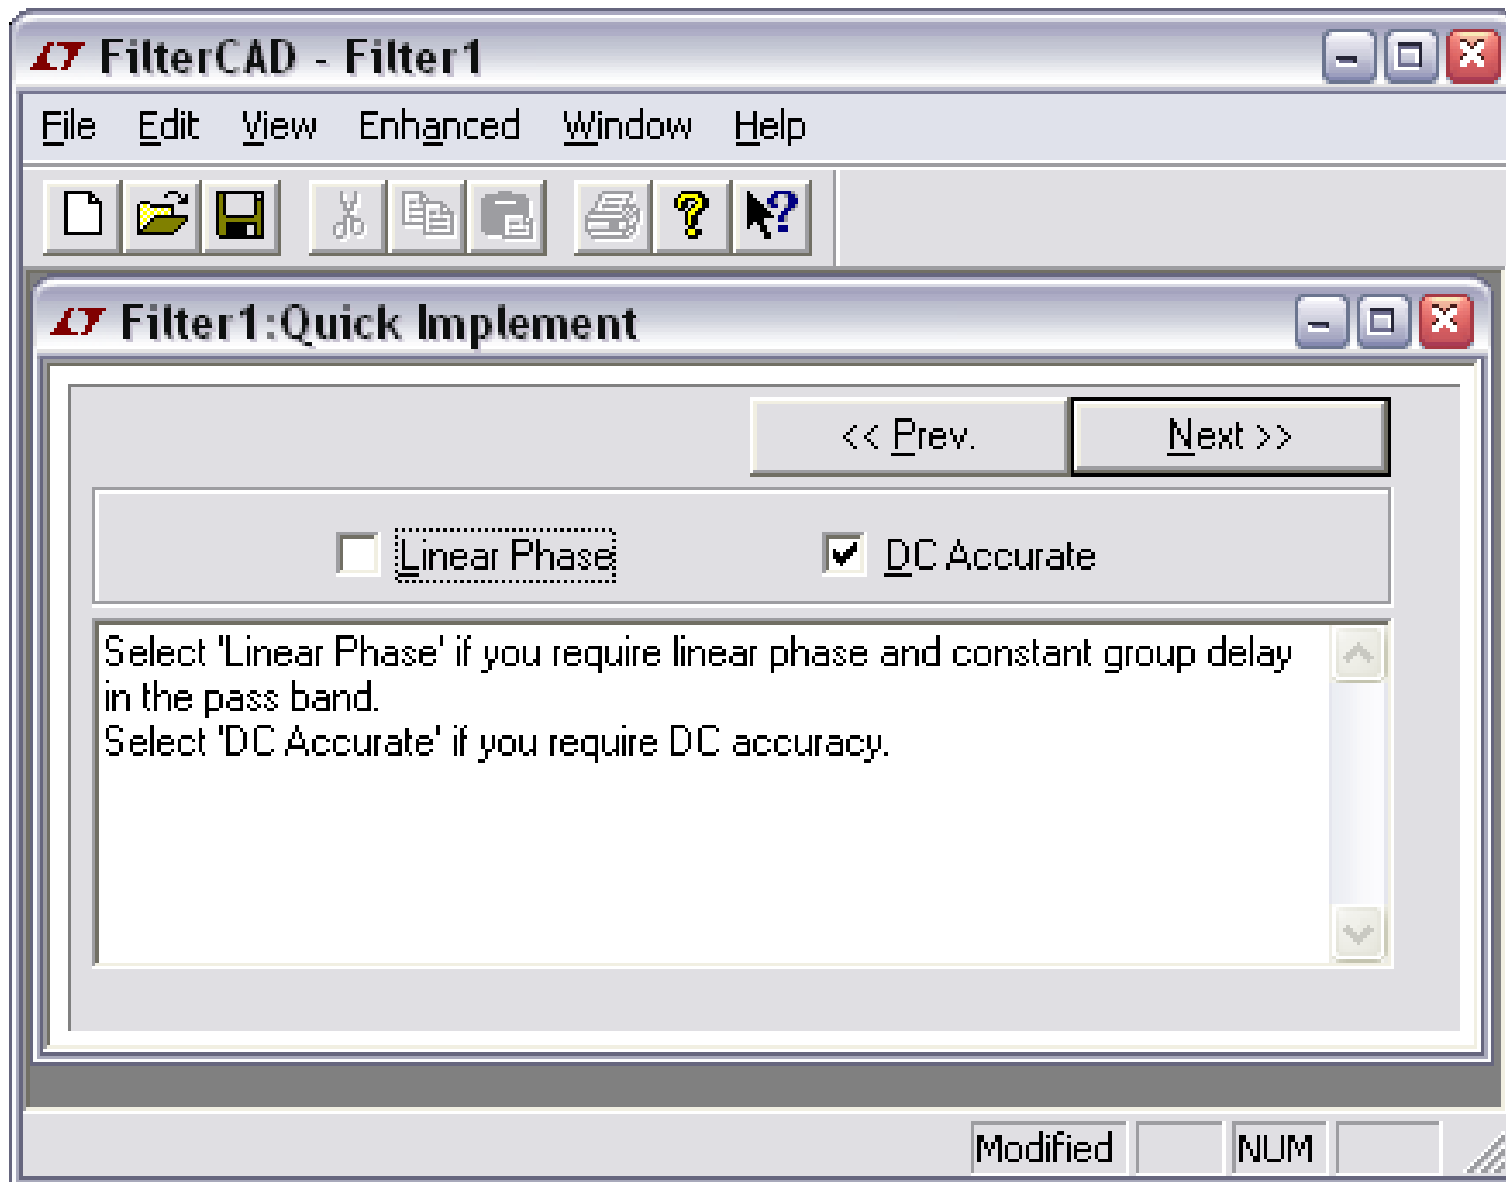 FilterCAD - Filter1
File Edit View Enhanced Window Help
Filter1:Quick Implement
<< Prev. Next >>
Linear Phase DC Accurate
Select 'Linear Phase' if you require linear phase and constant group delay
in the pass band.
Select 'DC Accurate' if you require DC accuracy.
Modified NUM